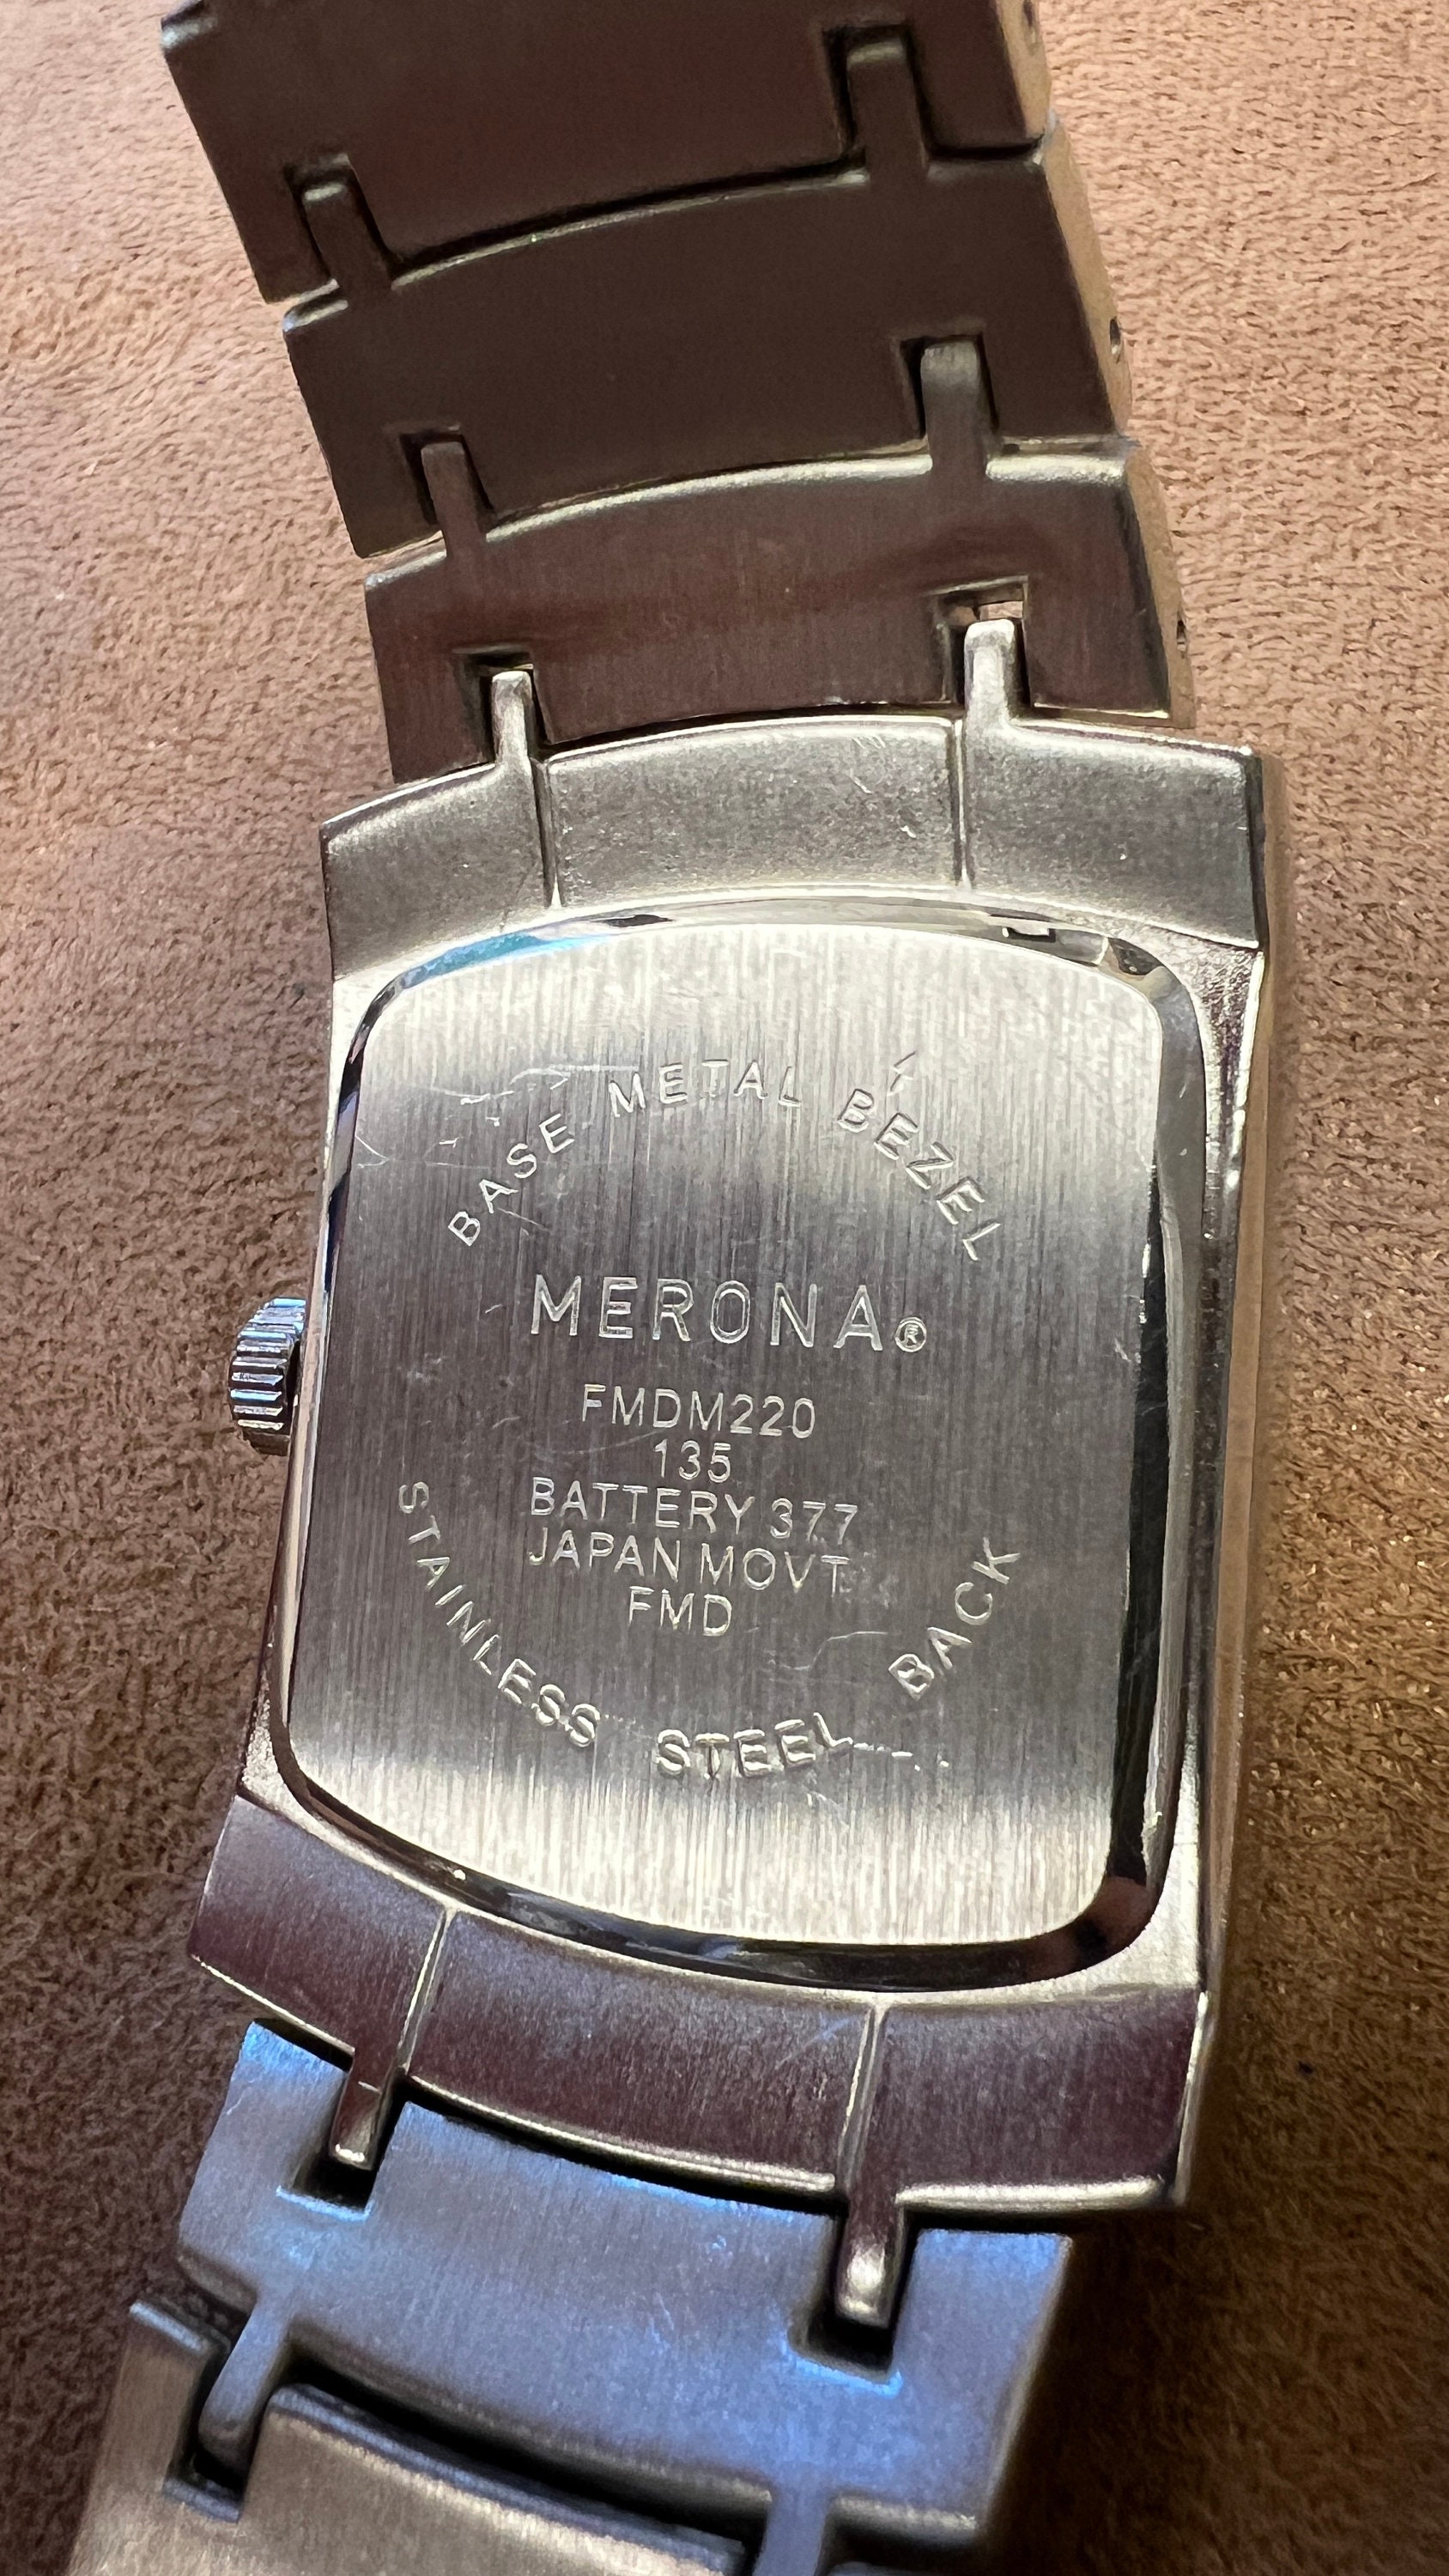 BASE METAL BEZEL
MERONA®
FMDM220
135
BATTERY 377
JAPAN MOVT
FMD
STAINLESS STEEL BACK